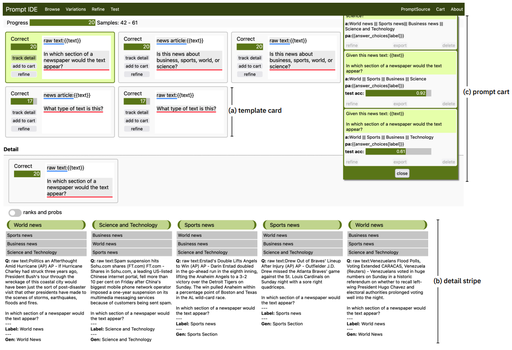 Prompt IDE
Browse
Variations
Refine
Test
PromptSource
Cart
About
Progress
20
Samples: 42 - 61
Correct
20
track detail
add to cart
refine
raw text:{{text}}
In which section of a
newspaper would the text
appear?
Correct
20
track detail
add to cart
refine
news article:{{text}}
Is this news about
business, sports, world, or
science?
Correct
20
track detail
add to cart
refine
raw text:{{text}}
In which section of a
newspaper would the text
appear?
Correct
17
track detail
add to cart
refine
news article:{{text}}
What type of text is this?
Correct
17
track detail
add to cart
refine
raw text:{{text}}
What type of text is this?
(a) template card
science?
a:World news ||| Sports news||| Business news |||
Science and Technology
pa:{{answer_choices[label]}}
refine
export
delete
Given this news text: {{text}}
In which section of a newspaper would the text
appear?
a:World ||| Sports ||| Business ||| Science
pa:{{answer_choices[label]}}
test acc:
0.92
refine
export
delete
Given this news text: {{text}}
In which section of a newspaper would the text
appear?
a:World ||| Sports ||| Business ||| Technology
pa:{{answer_choices[label]}}
test acc:
refine
export
delete
close
(c) prompt cart
Detail
Correct
20
raw text:{{text}}
In which section of a
newspaper would the text
appear?
ranks and probs
World news
Sports news
Business news
Science and Technology
Q: raw text:Politics an Afterthought
Amid Hurricane (AP) AP - If Hurricane
Charley had struck three years ago,
President Bush's tour through the
wreckage of this coastal city would
have been just the sort of post-disaster
visit that other presidents have made to
the scenes of storms, earthquakes,
floods and fires.
In which section of a newspaper would
the text appear?
---
Label: World news
---
Gen: World News
Science and Technology
Sports news
Business news
World news
Q: raw text:Spam suspension hits
Sohu.com shares (FT.com) FT.com -
Shares in Sohu.com, a leading US-listed
Chinese internet portal, fell more than
10 per cent on Friday after China's
biggest mobile phone network operator
imposed a one-year suspension on its
multimedia messaging services
because of customers being sent spam.
In which section of a newspaper would
the text appear?
---
Label: Science and Technology
---
Gen: Science and Technology
Sports news
World news
Business news
Science and Technology
Q: raw text:Erstad's Double Lifts Angels
to Win (AP) AP - Darin Erstad doubled
in the go-ahead run in the eighth inning,
lifting the Anaheim Angels to a 3-2
victory over the Detroit Tigers on
Sunday. The win pulled Anaheim within
a percentage point of Boston and Texas
in the AL wild-card race.
In which section of a newspaper would
the text appear?
---
Label: Sports news
---
Gen: Sports Section
Sports news
World news
Business news
Science and Technology
Q: raw text:Drew Out of Braves' Lineup
After Injury (AP) AP - Outfielder J.D.
Drew missed the Atlanta Braves' game
against the St. Louis Cardinals on
Sunday night with a sore right
quadriceps.
In which section of a newspaper would
the text appear?
---
Label: Sports news
---
Gen: Sports
World news
Sports news
Business news
Science and Technology
Q: raw text:Venezuelans Flood Polls,
Voting Extended CARACAS, Venezuela
(Reuters) - Venezuelans voted in huge
numbers on Sunday in a historic
referendum on whether to recall left-
wing President Hugo Chavez and
electoral authorities prolonged voting
well into the night.
In which section of a newspaper would
the text appear?
---
Label: World news
---
Gen: World News
(b) detail stripe